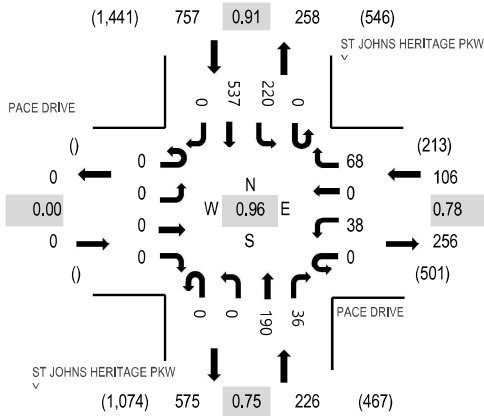 (1,441) 757 0.91 258 (546)
ST JOHNS HERITAGE PKW
Y
0 537 220 0
PACE DRIVE
() 0 68 (213)
0 0 N 0 106
0.00 W 0.96 E 0.78
0 0 S 38 256
() 0 0 (501)
0 0 190 36
PACE DRIVE
ST JOHNS HERITAGE PKW
Y
(1,074) 575 0.75 226 (467)